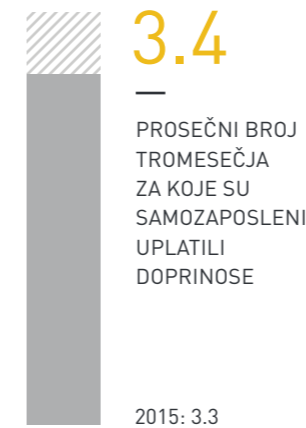 3.4
PROSEČNI BROJ
TROMESEČJA
ZA KOJE SU
SAMOZAPOSLENI
UPLATILI
DOPRINOSE
2015: 3.3